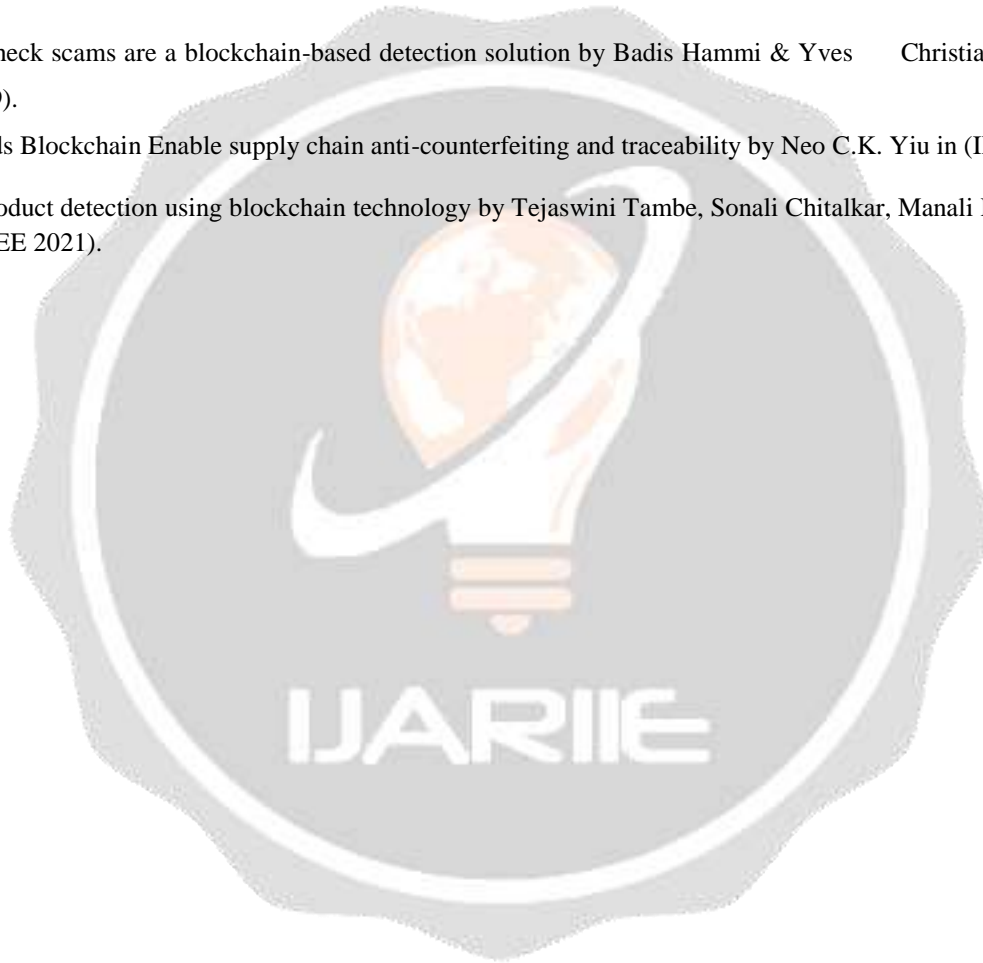 neck scams are a blockchain-based detection solution by Badis Hammi & Yves Christia
).
ls Blockchain Enable supply chain anti-counterfeiting and traceability by Neo C.K. Yiu in (I
oduct detection using blockchain technology by Tejaswini Tambe, Sonali Chitalkar, Manali
EE 2021).
IJARIIE